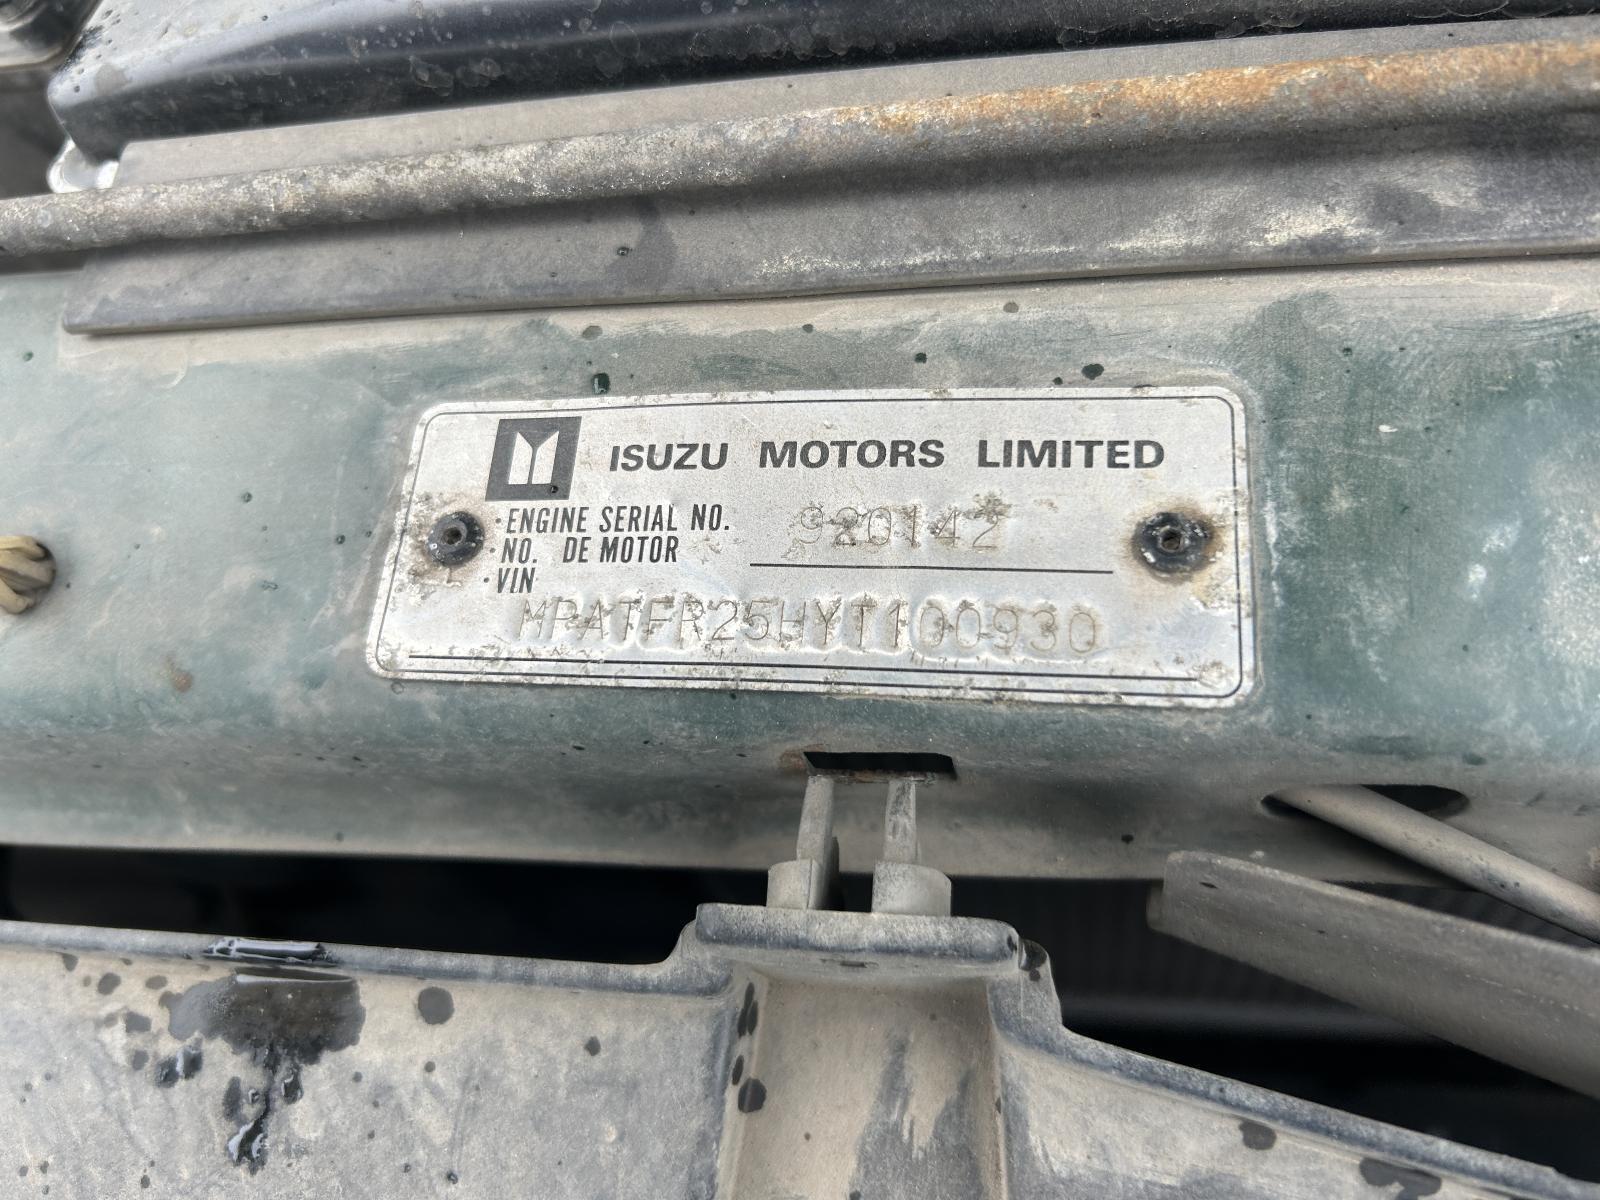 ISUZU MOTORS LIMITED
·ENGINE SERIAL NO. 920142
·NO. DE MOTOR
·VIN
MPATFR25HYT100930